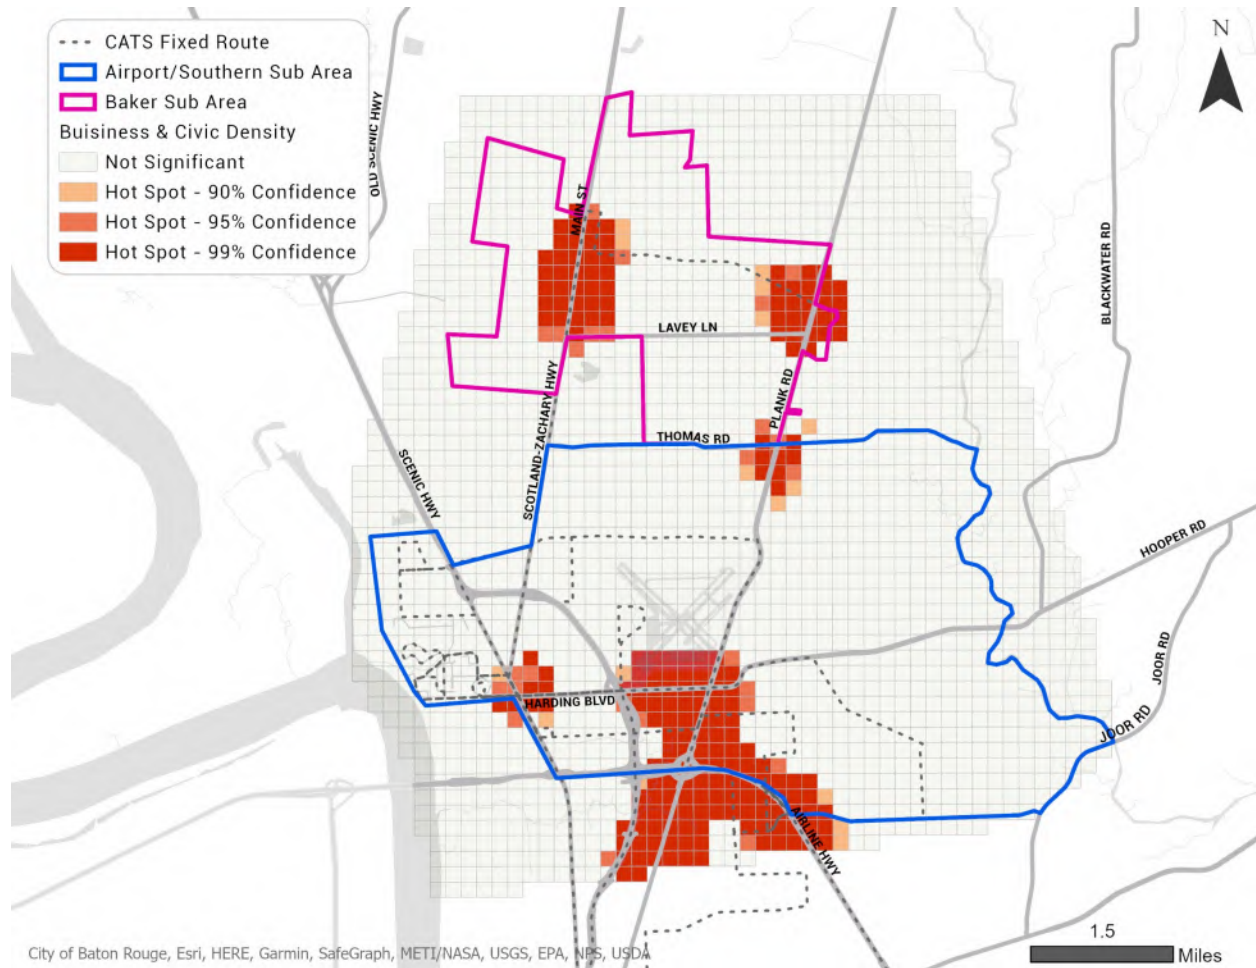 CATS Fixed Route
Airport/Southern Sub Area
Baker Sub Area
Buisiness & Civic Density
Not Significant
Hot Spot - 90% Confidence
Hot Spot - 95% Confidence
Hot Spot - 99% Confidence
N
OLD SCENIC HWY
MAIN ST
BLACKWATER RD
LAVEY LN
PLANK RD
SCOTLAND-ZACHARY HWY
THOMAS RD
SCENIC HWY
HOOPER RD
JOOR RD
HARDING BLVD
JOOR RD
AIRLINE HWY
1.5
Miles
City of Baton Rouge, Esri, HERE, Garmin, SafeGraph, METI/NASA, USGS, EPA, NPS, USDA